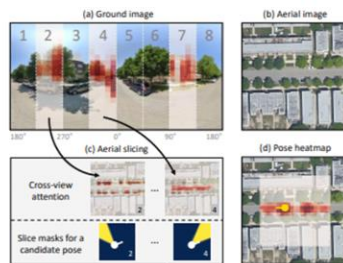 (a) Ground image
(b) Aerial image
1 2 3 4 5 6 7 8
180° 270° 0° 90° 180°
(c) Aerial slicing
(d) Pose heatmap
Cross-view
attention
2
...
4
Slice masks for a
candidate pose
2
...
4